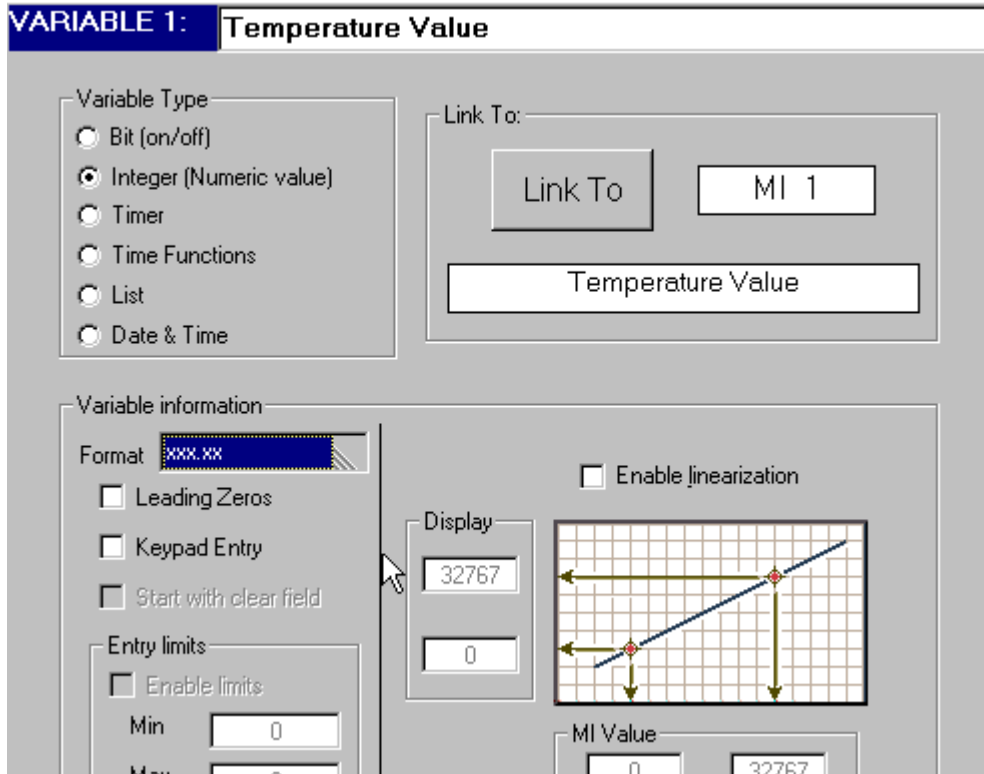 VARIABLE 1: Temperature Value
Variable Type
Bit (on/off)
Integer (Numeric value)
Timer
Time Functions
List
Date & Time
Link To:
Link To MI 1
Temperature Value
Variable information
Format xxx.xx
Leading Zeros
Keypad Entry
Start with clear field
Entry limits
Enable limits
Min 0
Enable linearization
Display
32767
0
MI Value
0 32767